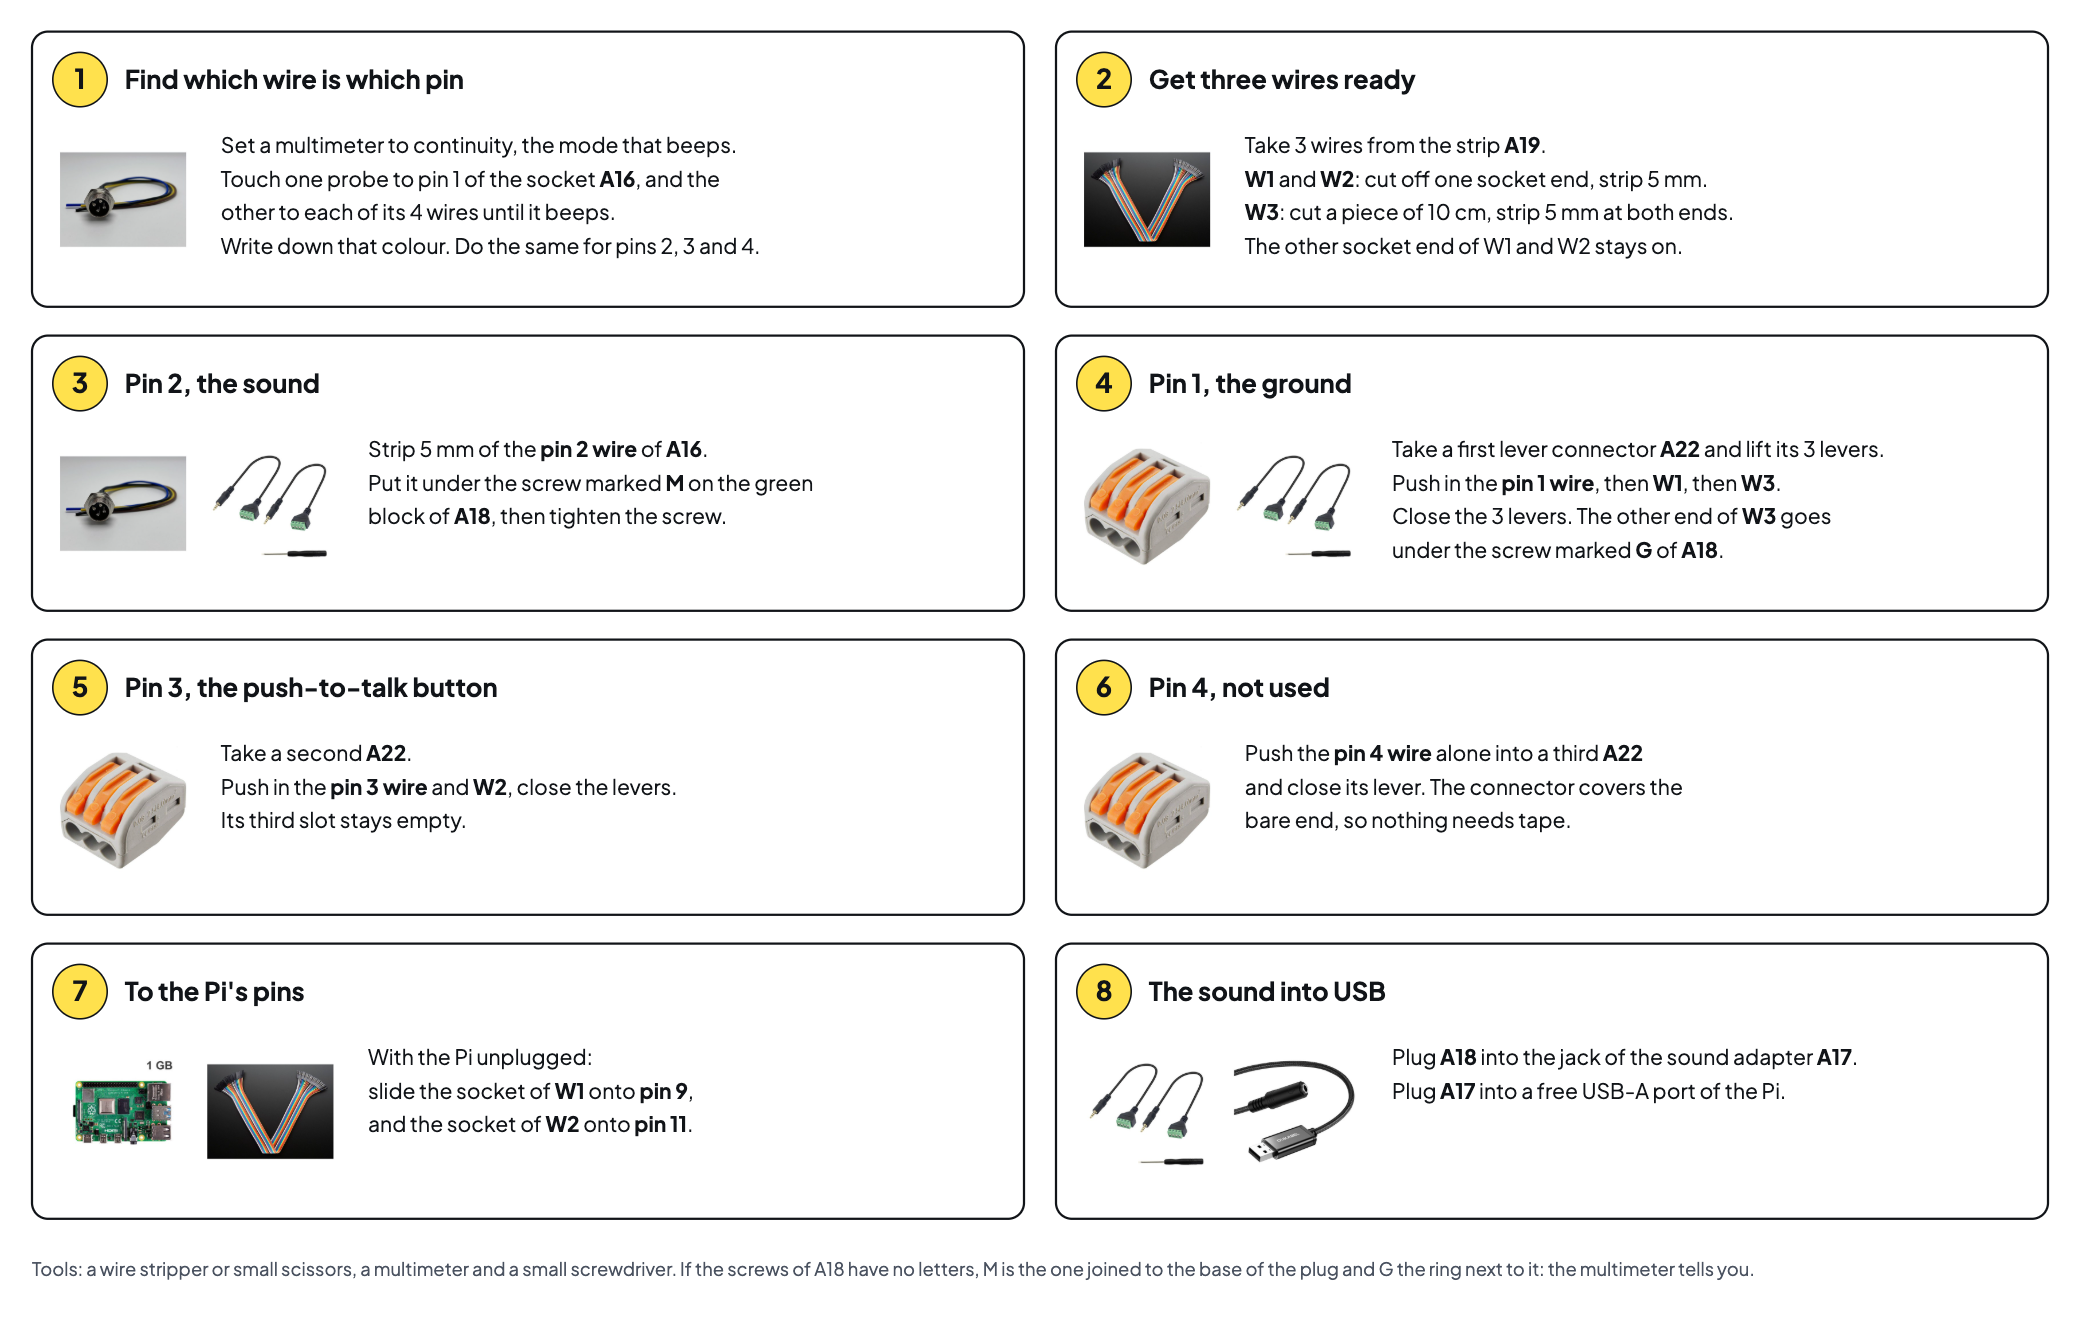 1 Find which wire is which pin
Set a multimeter to continuity, the mode that beeps.
Touch one probe to pin 1 of the socket A16, and the
other to each of its 4 wires until it beeps.
Write down that colour. Do the same for pins 2, 3 and 4.
2 Get three wires ready
Take 3 wires from the strip A19.
W1 and W2: cut off one socket end, strip 5 mm.
W3: cut a piece of 10 cm, strip 5 mm at both ends.
The other socket end of W1 and W2 stays on.
3 Pin 2, the sound
Strip 5 mm of the pin 2 wire of A16.
Put it under the screw marked M on the green
block of A18, then tighten the screw.
4 Pin 1, the ground
Take a first lever connector A22 and lift its 3 levers.
Push in the pin 1 wire, then W1, then W3.
Close the 3 levers. The other end of W3 goes
under the screw marked G of A18.
5 Pin 3, the push-to-talk button
Take a second A22.
Push in the pin 3 wire and W2, close the levers.
Its third slot stays empty.
6 Pin 4, not used
Push the pin 4 wire alone into a third A22
and close its lever. The connector covers the
bare end, so nothing needs tape.
7 To the Pi's pins
1 GB
With the Pi unplugged:
slide the socket of W1 onto pin 9,
and the socket of W2 onto pin 11.
8 The sound into USB
Plug A18 into the jack of the sound adapter A17.
Plug A17 into a free USB-A port of the Pi.
Tools: a wire stripper or small scissors, a multimeter and a small screwdriver. If the screws of A18 have no letters, M is the one joined to the base of the plug and G the ring next to it: the multimeter tells you.